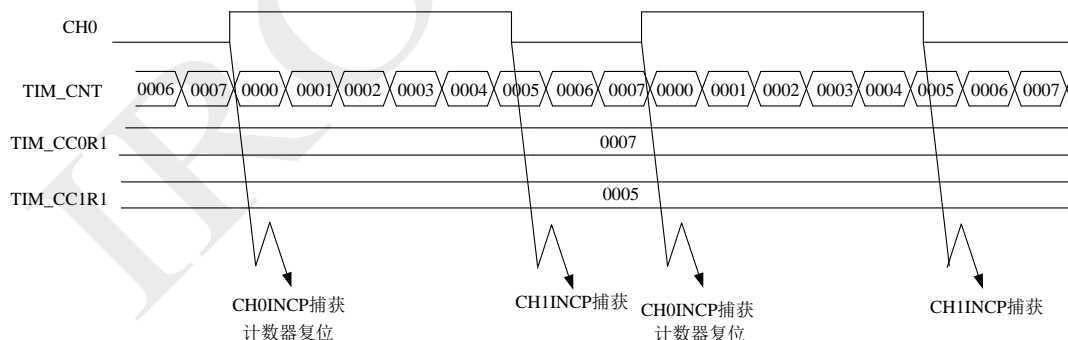 CH0
TIM_CNT 0006 0007 0000 0001 0002 0003 0004 0005 0006 0007 0000 0001 0002 0003 0004 0005 0006 0007
TIM_CC0R1 0007
TIM_CC1R1 0005
CH0INCP捕获
计数器复位
CH1INCP捕获
CH0INCP捕获
计数器复位
CH1INCP捕获